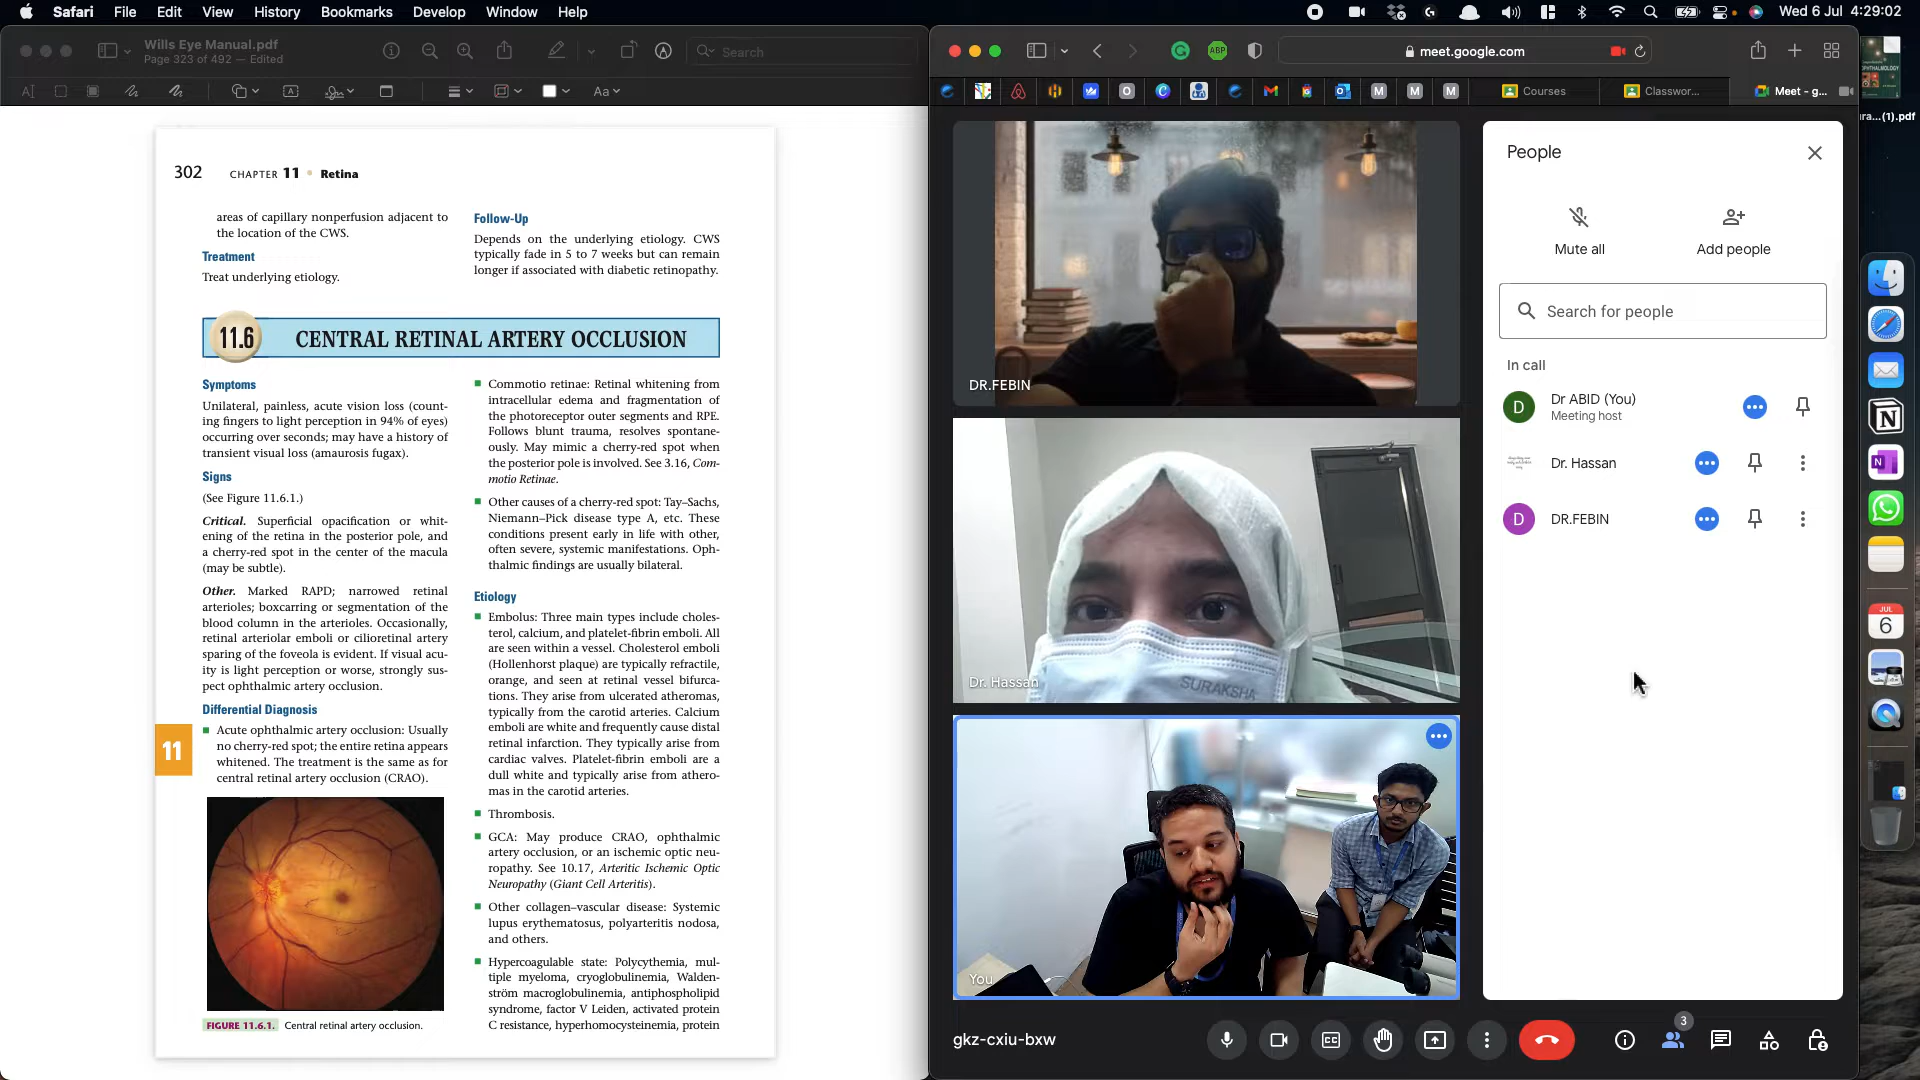 Safari File Edit View History Bookmarks Develop Window Help
Wed 6 Jul 4:29:02
Wills Eye Manual.pdf
Page 323 of 492 — Edited
Search
302 CHAPTER 11 • Retina
areas of capillary nonperfusion adjacent to
the location of the CWS.
Treatment
Treat underlying etiology.
Follow-Up
Depends on the underlying etiology. CWS
typically fade in 5 to 7 weeks but can remain
longer if associated with diabetic retinopathy.
11.6 CENTRAL RETINAL ARTERY OCCLUSION
Symptoms
Unilateral, painless, acute vision loss (count-
ing fingers to light perception in 94% of eyes)
occurring over seconds; may have a history of
transient visual loss (amaurosis fugax).
Signs
(See Figure 11.6.1.)
Critical. Superficial opacification or whit-
ening of the retina in the posterior pole, and
a cherry-red spot in the center of the macula
(may be subtle).
Other. Marked RAPD; narrowed retinal
arterioles; boxcarring or segmentation of the
blood column in the arterioles. Occasionally,
retinal arteriolar emboli or cilioretinal artery
sparing of the foveola is evident. If visual acu-
ity is light perception or worse, strongly sus-
pect ophthalmic artery occlusion.
Differential Diagnosis
Acute ophthalmic artery occlusion: Usually
no cherry-red spot; the entire retina appears
whitened. The treatment is the same as for
central retinal artery occlusion (CRAO).
11
FIGURE 11.6.1. Central retinal artery occlusion.
Commotio retinae: Retinal whitening from
intracellular edema and fragmentation of
the photoreceptor outer segments and RPE.
Follows blunt trauma, resolves spontane-
ously. May mimic a cherry-red spot when
the posterior pole is involved. See 3.16, Com-
motio Retinae.
Other causes of a cherry-red spot: Tay–Sachs,
Niemann–Pick disease type A, etc. These
conditions present early in life with other,
often severe, systemic manifestations. Oph-
thalmic findings are usually bilateral.
Etiology
Embolus: Three main types include choles-
terol, calcium, and platelet-fibrin emboli. All
are seen within a vessel. Cholesterol emboli
(Hollenhorst plaque) are typically refractile,
orange, and seen at retinal vessel bifurca-
tions. They arise from ulcerated atheromas,
typically from the carotid arteries. Calcium
emboli are white and frequently cause distal
retinal infarction. They typically arise from
cardiac valves. Platelet-fibrin emboli are a
dull white and typically arise from athero-
mas in the carotid arteries.
Thrombosis.
GCA: May produce CRAO, ophthalmic
artery occlusion, or an ischemic optic neu-
ropathy. See 10.17, Arteritic Ischemic Optic
Neuropathy (Giant Cell Arteritis).
Other collagen–vascular disease: Systemic
lupus erythematosus, polyarteritis nodosa,
and others.
Hypercoagulable state: Polycythemia, mul-
tiple myeloma, cryoglobulinemia, Walden-
ström macroglobulinemia, antiphospholipid
syndrome, factor V Leiden, activated protein
C resistance, hyperhomocysteinemia, protein
meet.google.com
Courses
Classwor...
Meet - g...
DR.FEBIN
SURAKSHA
Dr. Hassan
You
People
Mute all
Add people
Search for people
In call
Dr ABID (You)
Meeting host
Dr. Hassan
DR.FEBIN
gkz-cxiu-bxw
3
JUL
6
ra...(1).pdf